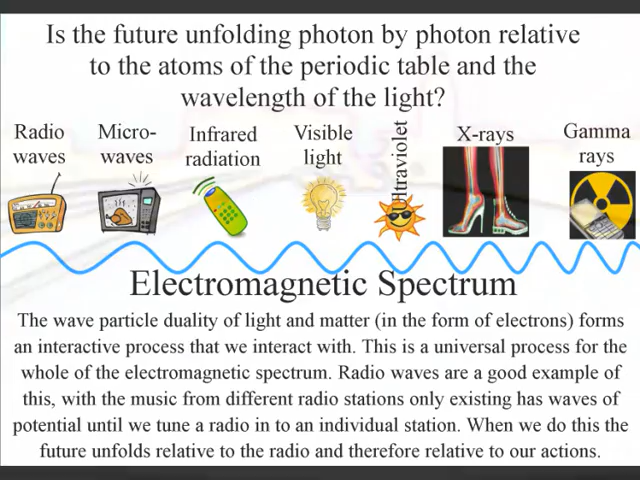 Is the future unfolding photon by photon relative
to the atoms of the periodic table and the
wavelength of the light?
Radio
waves
Micro-
waves
Infrared
radiation
Visible
light
ltraviolet
X-rays
Gamma
rays
Electromagnetic Spectrum
The wave particle duality of light and matter (in the form of electrons) forms
an interactive process that we interact with. This is a universal process for the
whole of the electromagnetic spectrum. Radio waves are a good example of
this, with the music from different radio stations only existing has waves of
potential until we tune a radio in to an individual station. When we do this the
future unfolds relative to the radio and therefore relative to our actions.